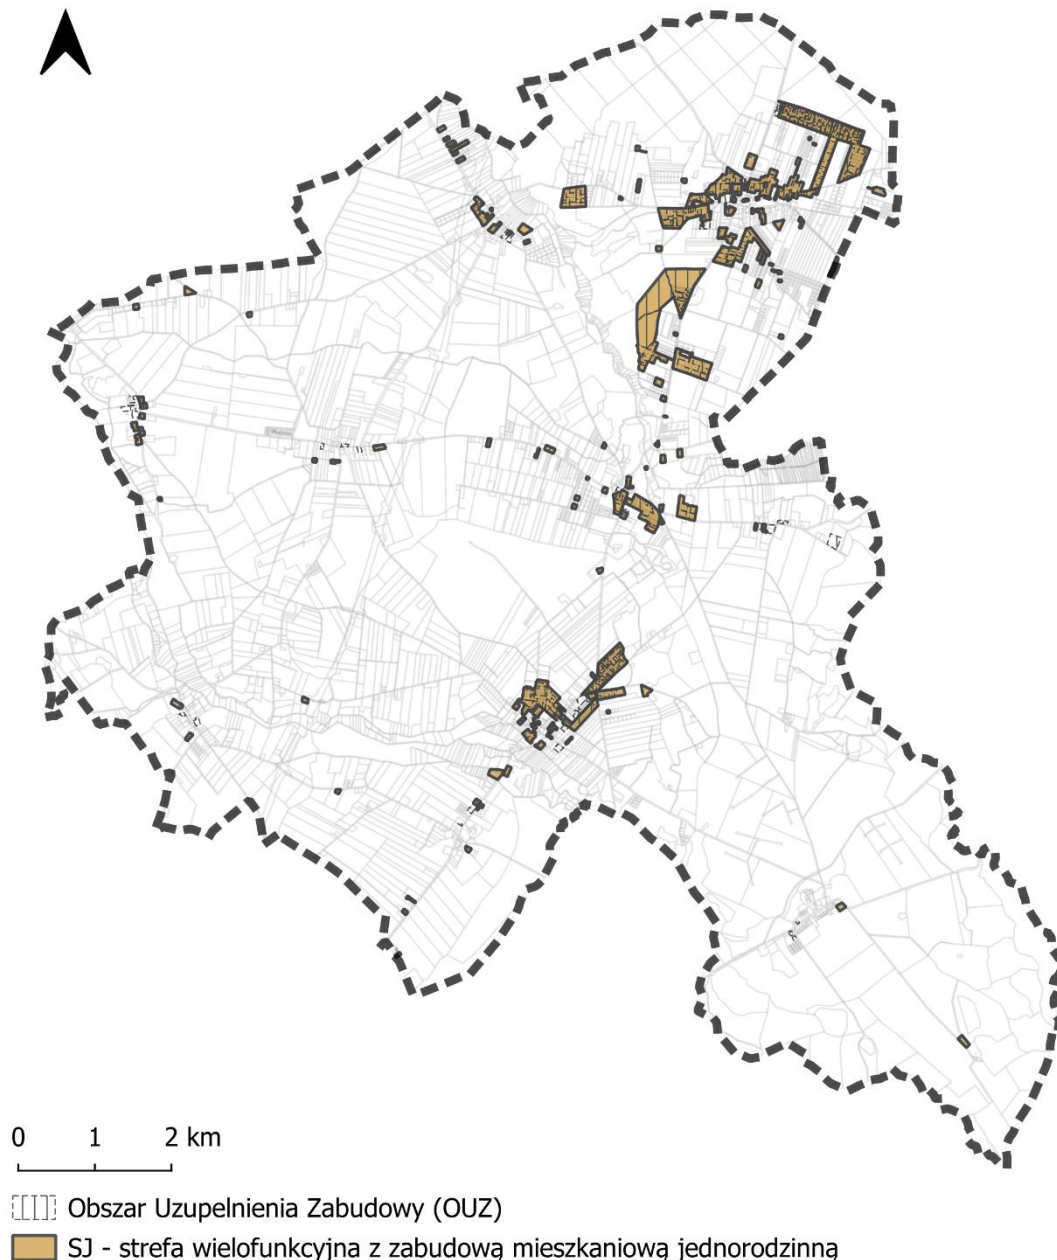 0 1 2 km
Obszar Uzupelnienia Zabudowy (OUZ)
SJ - strefa wielofunkcyjna z zabudową mieszkaniową jednorodzinną